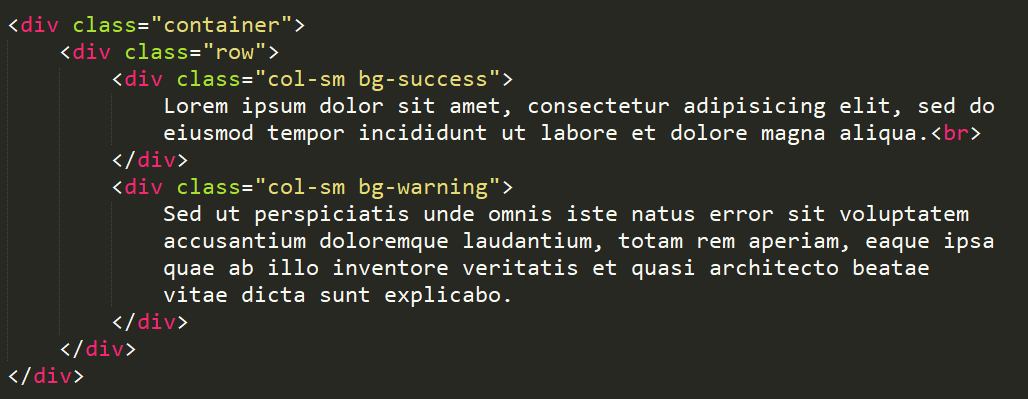 <div class="container">
    <div class="row">
        <div class="col-sm bg-success">
            Lorem ipsum dolor sit amet, consectetur adipisicing elit, sed do
            eiusmod tempor incididunt ut labore et dolore magna aliqua.<br>
        </div>
        <div class="col-sm bg-warning">
            Sed ut perspiciatis unde omnis iste natus error sit voluptatem
            accusantium doloremque laudantium, totam rem aperiam, eaque ipsa
            quae ab illo inventore veritatis et quasi architecto beatae
            vitae dicta sunt explicabo.
        </div>
    </div>
</div>